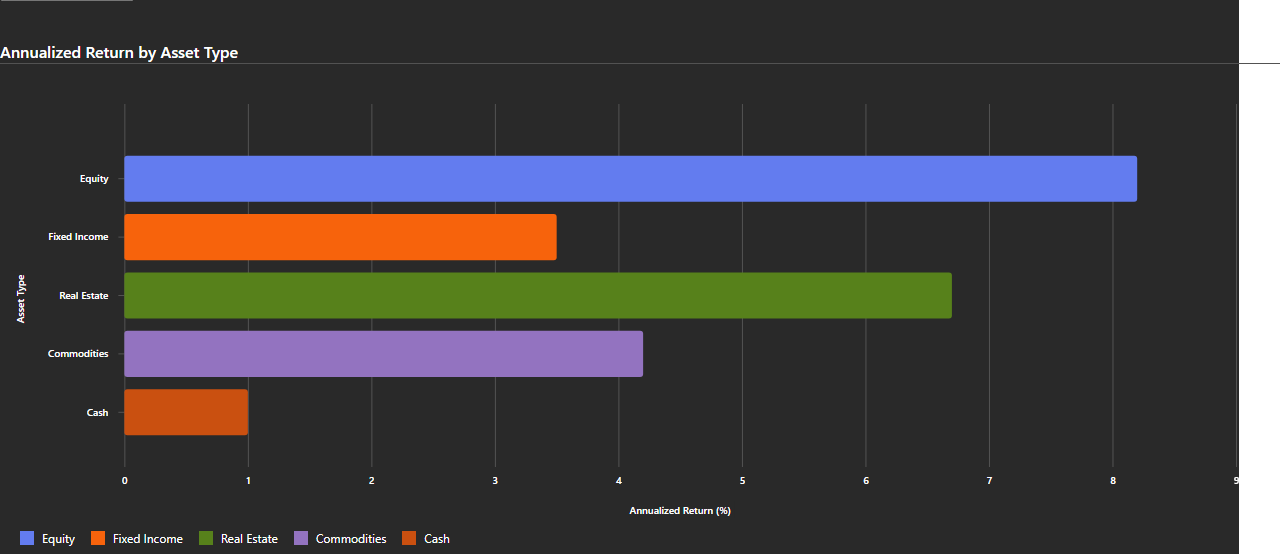 Annualized Return by Asset Type
Equity
Fixed Income
Real Estate
Commodities
Cash
Asset Type
0 1 2 3 4 5 6 7 8 9
Annualized Return (%)
Equity Fixed Income Real Estate Commodities Cash